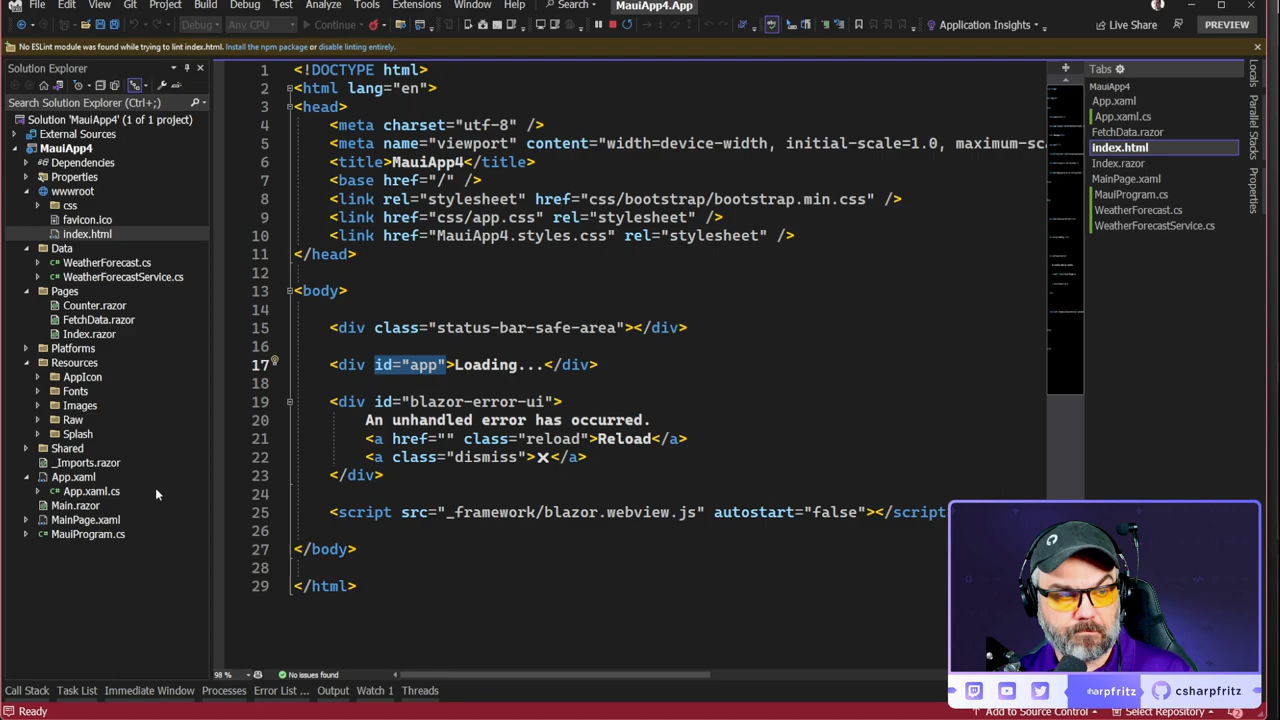 File Edit View Git Project Build Debug Test Analyze Tools Extensions Window Help Search MauiApp4.App
Debug Any CPU Continue Application Insights Live Share PREVIEW
No ESLint module was found while trying to lint index.html. Install the npm package or disable linting entirely.
Solution Explorer
Search Solution Explorer (Ctrl+;)
Solution 'MauiApp4' (1 of 1 project)
External Sources
MauiApp4
Dependencies
Properties
wwwroot
css
favicon.ico
index.html
Data
WeatherForecast.cs
WeatherForecastService.cs
Pages
Counter.razor
FetchData.razor
Index.razor
Platforms
Resources
AppIcon
Fonts
Images
Raw
Splash
Shared
_Imports.razor
App.xaml
App.xaml.cs
Main.razor
MainPage.xaml
MauiProgram.cs
1 <!DOCTYPE html>
2 <html lang="en">
3 <head>
4 <meta charset="utf-8" />
5 <meta name="viewport" content="width=device-width, initial-scale=1.0, maximum-sc
6 <title>MauiApp4</title>
7 <base href="/" />
8 <link rel="stylesheet" href="css/bootstrap/bootstrap.min.css" />
9 <link href="css/app.css" rel="stylesheet" />
10 <link href="MauiApp4.styles.css" rel="stylesheet" />
11 </head>
12
13 <body>
14
15 <div class="status-bar-safe-area"></div>
16
17 <div id="app">Loading...</div>
18
19 <div id="blazor-error-ui">
20 An unhandled error has occurred.
21 <a href="" class="reload">Reload</a>
22 <a class="dismiss">🗙</a>
23 </div>
24
25 <script src="_framework/blazor.webview.js" autostart="false"></script
26
27 </body>
28
29 </html>
98 % No issues found
Tabs
MauiApp4
App.xaml
App.xaml.cs
FetchData.razor
index.html
Index.razor
MainPage.xaml
MauiProgram.cs
WeatherForecast.cs
WeatherForecastService.cs
Locals
Parallel Stacks
Properties
Call Stack Task List Immediate Window Processes Error List ... Output Watch 1 Threads
harpfritz csharpfritz
Ready Add to Source Control Select Repository 2